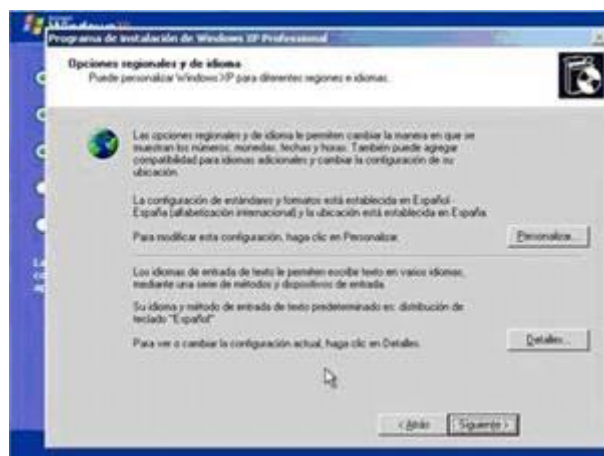 Windows
Programa de instalación de Windows XP Professional
Opciones regionales y de idioma
Puede personalizar Windows XP para diferentes regiones e idiomas.
Las opciones regionales y de idioma le permiten cambiar la manera en que se
muestran los números, monedas, fechas y horas. También puede agregar
compatibilidad para idiomas adicionales y cambiar la configuración de su
ubicación.
La configuración de estándares y formatos está establecida en Español -
España (alfabetización internacional) y la ubicación está establecida en España.
Para modificar esta configuración, haga clic en Personalizar.
Personalizar...
Los idiomas de entrada de texto le permiten escribir texto en varios idiomas,
mediante una serie de métodos y dispositivos de entrada.
Su idioma y método de entrada de texto predeterminado es: distribución de
teclado "Español"
Para ver o cambiar la configuración actual, haga clic en Detalles.
Detalles...
< Atrás
Siguiente >